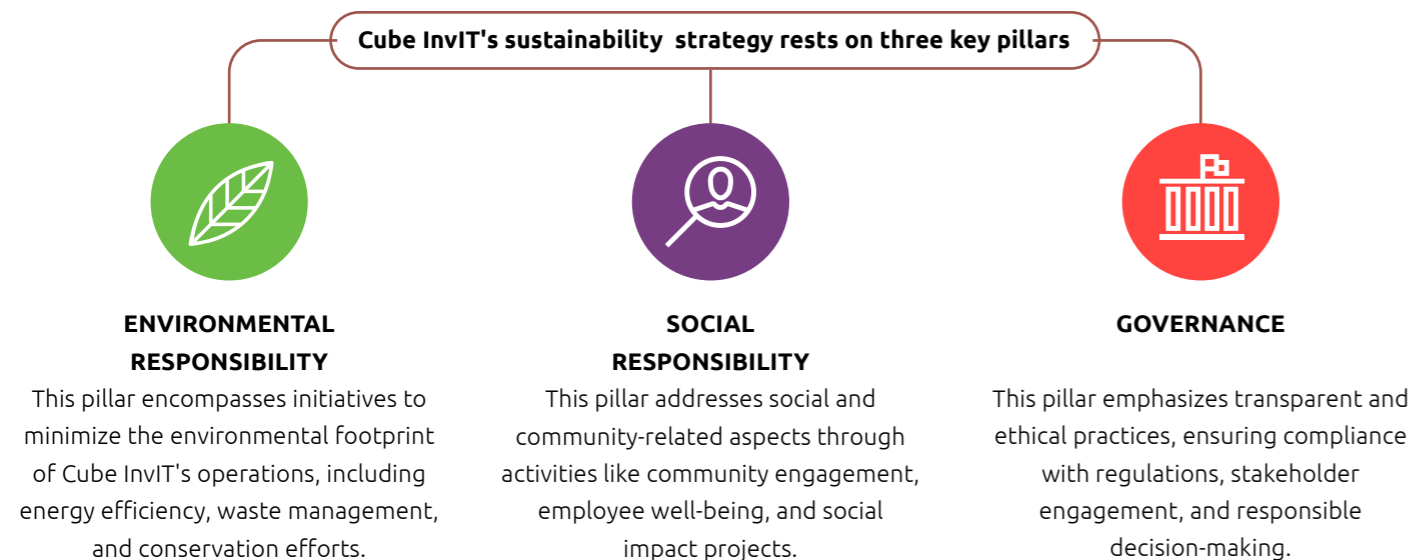 Cube InvIT's sustainability strategy rests on three key pillars
ENVIRONMENTAL
RESPONSIBILITY
This pillar encompasses initiatives to
minimize the environmental footprint
of Cube InvIT's operations, including
energy efficiency, waste management,
and conservation efforts.
SOCIAL
RESPONSIBILITY
This pillar addresses social and
community-related aspects through
activities like community engagement,
employee well-being, and social
impact projects.
GOVERNANCE
This pillar emphasizes transparent and
ethical practices, ensuring compliance
with regulations, stakeholder
engagement, and responsible
decision-making.